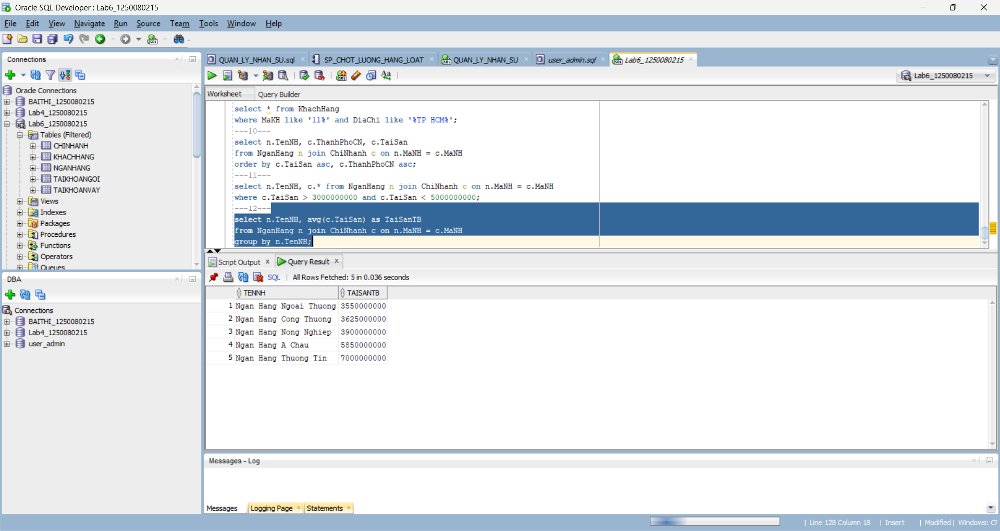 Oracle SQL Developer : Lab6_1250080215
File Edit View Navigate Run Source Team Tools Window Help
Connections
Oracle Connections
BAITHI_1250080215
Lab4_1250080215
Lab6_1250080215
Tables (Filtered)
CHINHANH
KHACHHANG
NGANHANG
TAIKHOANGOI
TAIKHOANVAY
Views
Indexes
Packages
Procedures
Functions
Operators
Queues
DBA
Connections
BAITHI_1250080215
Lab4_1250080215
user_admin
QUAN_LY_NHAN_SU.sql SP_CHOT_LUONG_HANG_LOAT QUAN_LY_NHAN_SU user_admin.sql Lab6_1250080215
Lab6_1250080215
Worksheet Query Builder
select * from KhachHang
where MaKH like '11%' and DiaChi like '%TP HCM%';
---10---
select n.TenNH, c.ThanhPhoCN, c.TaiSan
from NganHang n join ChiNhanh c on n.MaNH = c.MaNH
order by c.TaiSan asc, c.ThanhPhoCN asc;
---11---
select n.TenNH, c.* from NganHang n join ChiNhanh c on n.MaNH = c.MaNH
where c.TaiSan > 3000000000 and c.TaiSan < 5000000000;
---12---
select n.TenNH, avg(c.TaiSan) as TaiSanTB
from NganHang n join ChiNhanh c on n.MaNH = c.MaNH
group by n.TenNH;
Script Output Query Result
SQL | All Rows Fetched: 5 in 0.036 seconds
TENNH TAISANTB
1 Ngan Hang Ngoai Thuong 3550000000
2 Ngan Hang Cong Thuong 3625000000
3 Ngan Hang Nong Nghiep 3900000000
4 Ngan Hang A Chau 5850000000
5 Ngan Hang Thuong Tin 7000000000
Messages - Log
Messages Logging Page Statements
| Line 128 Column 18 | Insert | Modified | Windows: CF